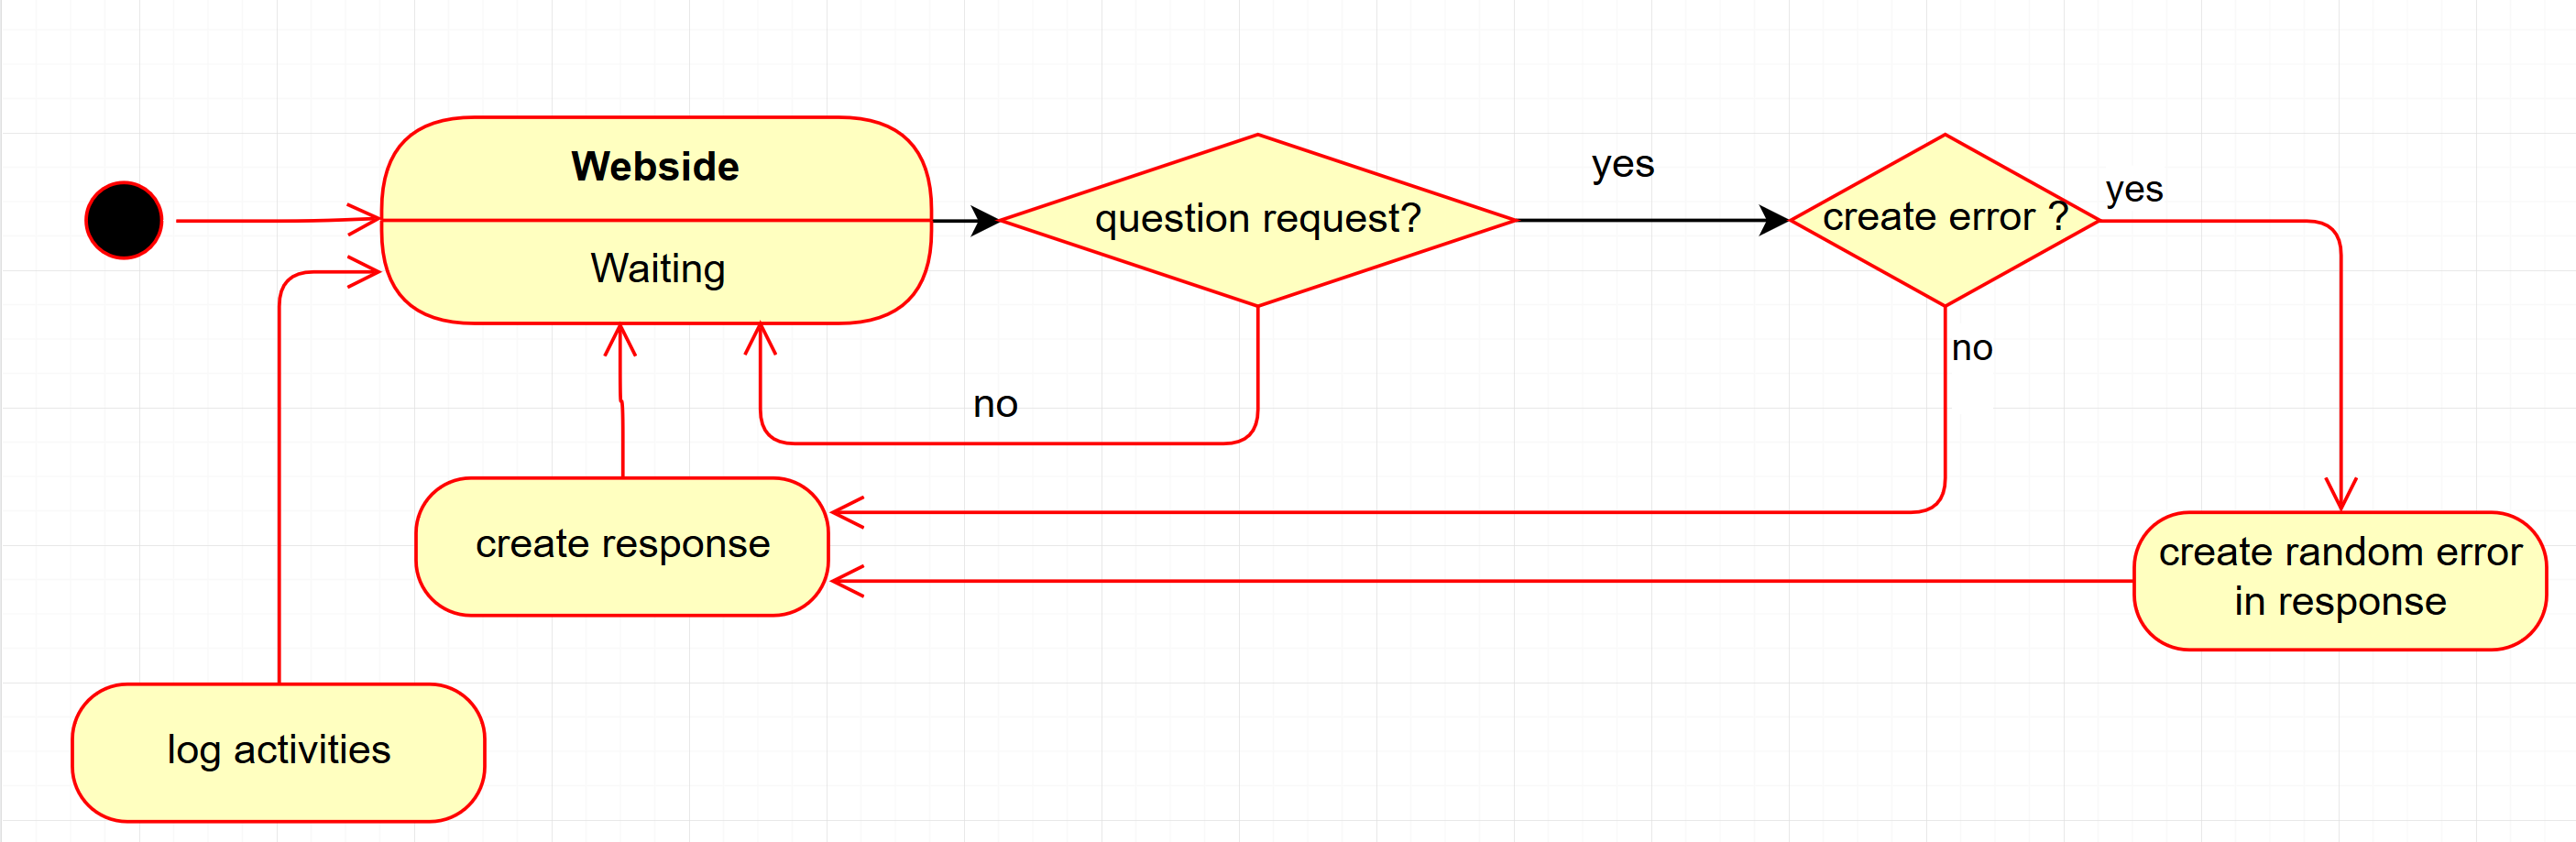 Webside
Waiting
question request?
yes
create error ?
yes
no
no
create response
create random error
in response
log activities